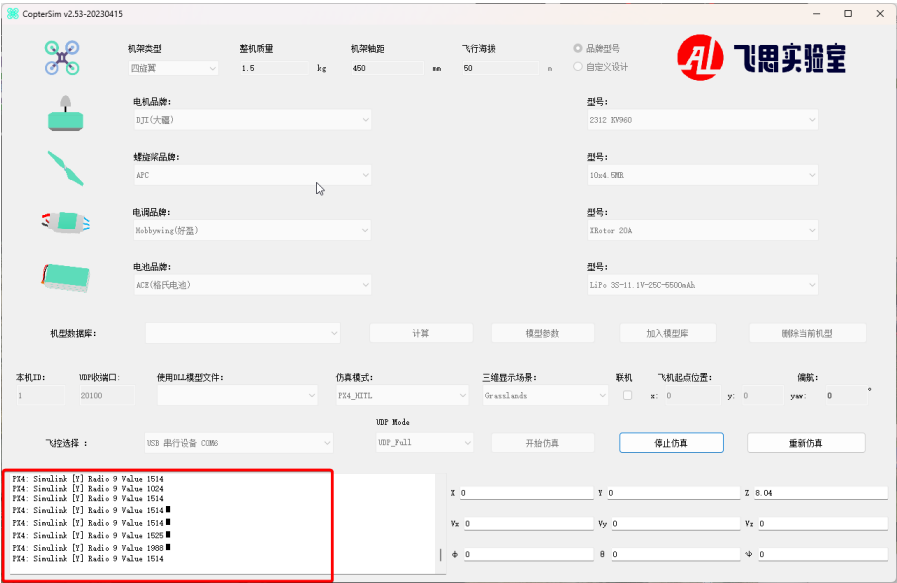 CopterSim v2.53-20230415
机架类型 整机质量 机架轴距 飞行海拔 品牌型号
四旋翼 1.5 kg 450 mm 50 m 自定义设计
飞思实验室
电机品牌: 型号:
DJI(大疆) 2312 KV960
螺旋桨品牌: 型号:
APC 10x4.5MR
电调品牌: 型号:
Hobbywing(好盈) XRotor 20A
电池品牌: 型号:
ACE(格氏电池) LiPo 3S-11.1V-25C-5500mAh
机型数据库: 计算 模型参数 加入模型库 删除当前机型
本机ID: UDP收端口: 使用DLL模型文件: 仿真模式: 三维显示场景: 联机 飞机起点位置: 偏航:
1 20100 PX4_HITL Grasslands x: 0 y: 0 yaw: 0 °
UDP Mode
飞控选择 : USB 串行设备 COM6 UDP_Full 开始仿真 停止仿真 重新仿真
PX4: Simulink [Y] Radio 9 Value 1514
PX4: Simulink [Y] Radio 9 Value 1024
PX4: Simulink [Y] Radio 9 Value 1514
PX4: Simulink [Y] Radio 9 Value 1514
PX4: Simulink [Y] Radio 9 Value 1514
PX4: Simulink [Y] Radio 9 Value 1525
PX4: Simulink [Y] Radio 9 Value 1988
PX4: Simulink [Y] Radio 9 Value 1514
X 0 Y 0 Z 8.04
Vx 0 Vy 0 Vz 0
ϕ 0 θ 0 ψ 0